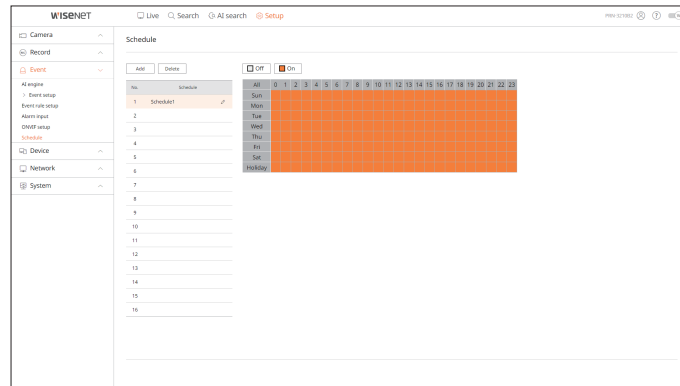 WISENET Live Search AI search Setup
Camera
Record
Event
AI engine
> Event setup
Event rule setup
Alarm input
ONVIF setup
Schedule
Device
Network
System
Schedule
Add Delete
No. Schedule
1 Schedule1
2
3
4
5
6
7
8
9
10
11
12
13
14
15
16
Off On
All 0 1 2 3 4 5 6 7 8 9 10 11 12 13 14 15 16 17 18 19 20 21 22 23
Sun
Mon
Tue
Wed
Thu
Fri
Sat
Holiday